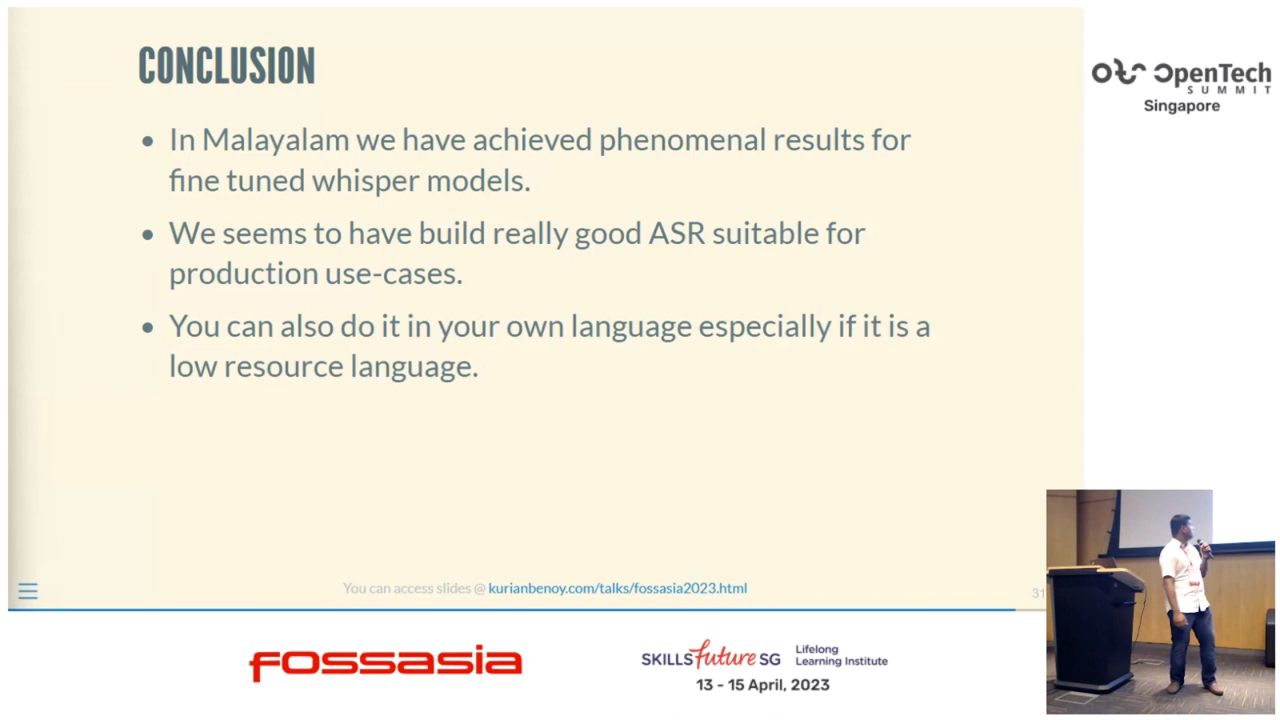 CONCLUSION
In Malayalam we have achieved phenomenal results for
fine tuned whisper models.
We seems to have build really good ASR suitable for
production use-cases.
You can also do it in your own language especially if it is a
low resource language.
You can access slides @ kurianbenoy.com/talks/fossasia2023.html
31
OpenTech
SUMMIT
Singapore
fossasia
SKILLS future SG
Lifelong
Learning Institute
13 - 15 April, 2023